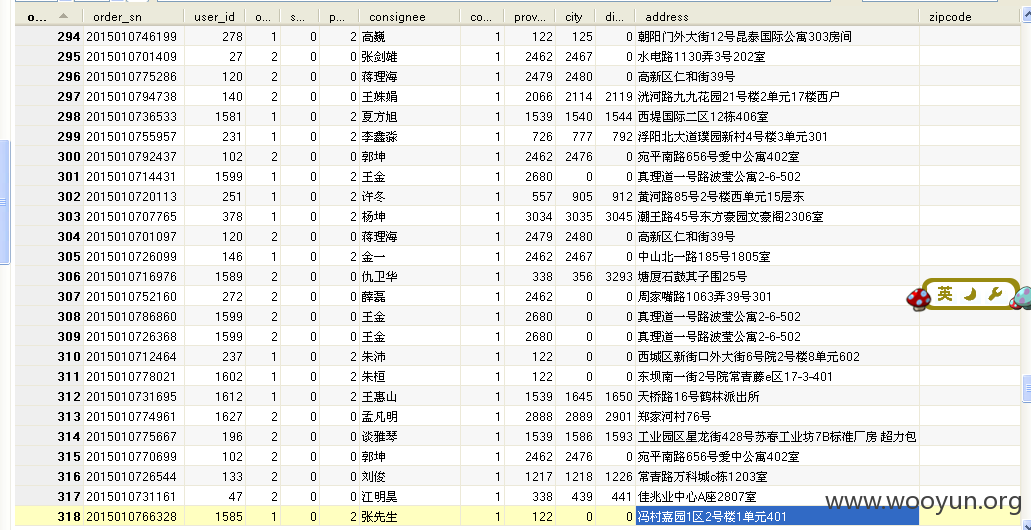 o... order_sn user_id o... s... p... consignee co... prov... city di... address zipcode
294 2015010746199 278 1 0 2 高巍 1 122 125 0 朝阳门外大街12号昆泰国际公寓303房间
295 2015010701409 27 2 0 0 张剑雄 1 2462 2467 0 水电路1130弄3号202室
296 2015010775286 120 2 0 0 蒋理海 1 2479 2480 0 高新区仁和街39号
297 2015010794738 140 2 0 0 王姝娟 1 2066 2114 2119 洸河路九九花园21号楼2单元17楼西户
298 2015010736533 1581 1 0 2 夏方旭 1 1539 1540 1544 西堤国际二区12栋406室
299 2015010755957 231 1 0 2 李鑫淼 1 726 777 792 浮阳北大道璞园新村4号楼3单元301
300 2015010792437 102 2 0 0 郭坤 1 2462 2476 0 宛平南路656号爱中公寓402室
301 2015010714431 1599 1 0 0 王金 1 2680 0 0 真理道一号路波莹公寓2-6-502
302 2015010720113 251 1 0 2 许冬 1 557 905 912 黄河路85号2号楼西单元15层东
303 2015010707765 378 1 0 2 杨坤 1 3034 3035 3045 潮王路45号东方豪园文豪阁2306室
304 2015010701097 120 2 0 0 蒋理海 1 2479 2480 0 高新区仁和街39号
305 2015010726099 146 1 0 2 金一 1 2462 2467 0 中山北一路185号1805室
306 2015010716976 1589 2 0 0 仇卫华 1 338 356 3293 塘厦石鼓其子围25号
307 2015010752160 272 2 0 0 薛磊 1 2462 0 0 周家嘴路1063弄39号301
308 2015010786860 1599 2 0 0 王金 1 2680 0 0 真理道一号路波莹公寓2-6-502
309 2015010726368 1599 2 0 0 王金 1 2680 0 0 真理道一号路波莹公寓2-6-502
310 2015010712464 237 1 0 2 朱沛 1 122 0 0 西城区新街口外大街6号院2号楼8单元602
311 2015010778021 1602 1 0 2 朱桓 1 122 0 0 东坝南一街2号院常青藤e区17-3-401
312 2015010731695 1612 1 0 2 王惠山 1 1539 1645 1650 天桥路16号鹤林派出所
313 2015010774961 1627 2 0 0 孟凡明 1 2888 2889 2901 郑家河村76号
314 2015010775667 196 2 0 0 谈雅琴 1 1539 1586 1593 工业园区星龙街428号苏春工业坊7B标准厂房 超力包
315 2015010770699 102 2 0 0 郭坤 1 2462 2476 0 宛平南路656号爱中公寓402室
316 2015010726544 133 2 0 0 刘俊 1 1217 1218 1226 常青路万科城6栋1203室
317 2015010731161 47 2 0 0 江明昊 1 338 439 441 佳兆业中心A座2807室
318 2015010766328 1585 1 0 2 张先生 1 122 0 0 冯村嘉园1区2号楼1单元401
英
www.wooyun.org